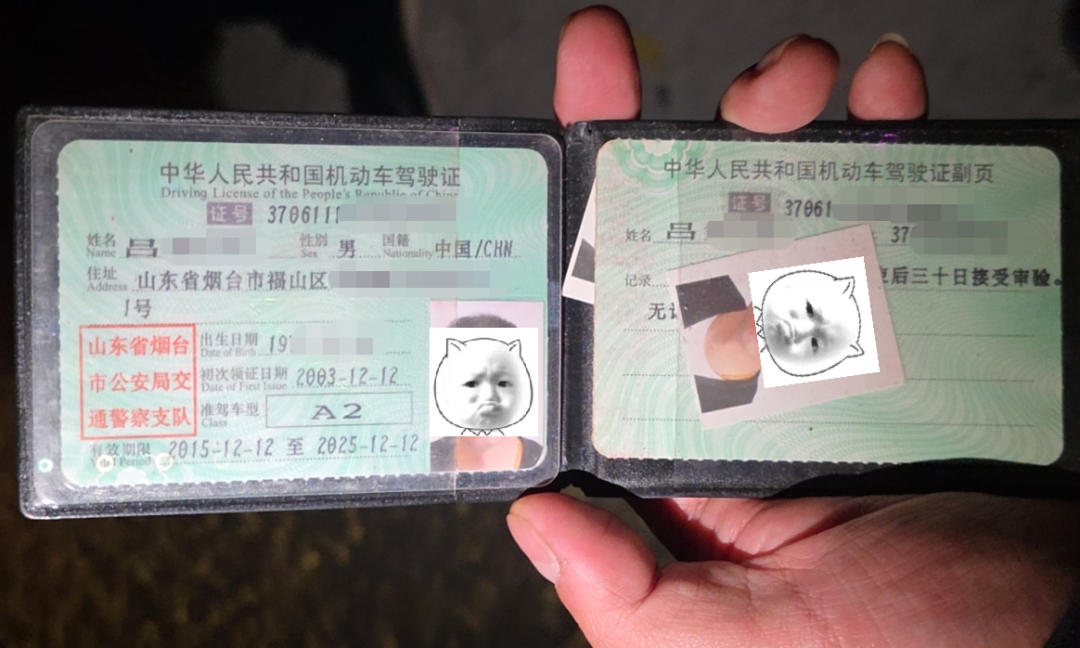 中华人民共和国机动车驾驶证
Driving License of the People's Republic of China
证号 3706111
姓名 吕 性别 男 国籍 中国/CHN
Name Sex Nationality
住址 山东省烟台市福山区
Address
1号
山东省烟台
市公安局交
通警察支队
出生日期 19
Date of Birth
初次领证日期 2003-12-12
Date of First Issue
准驾车型 A2
Class
有效期限 2015-12-12 至 2025-12-12
Period
中华人民共和国机动车驾驶证副页
证号 37061
姓名 吕 37
记录 后三十日接受审验。
无